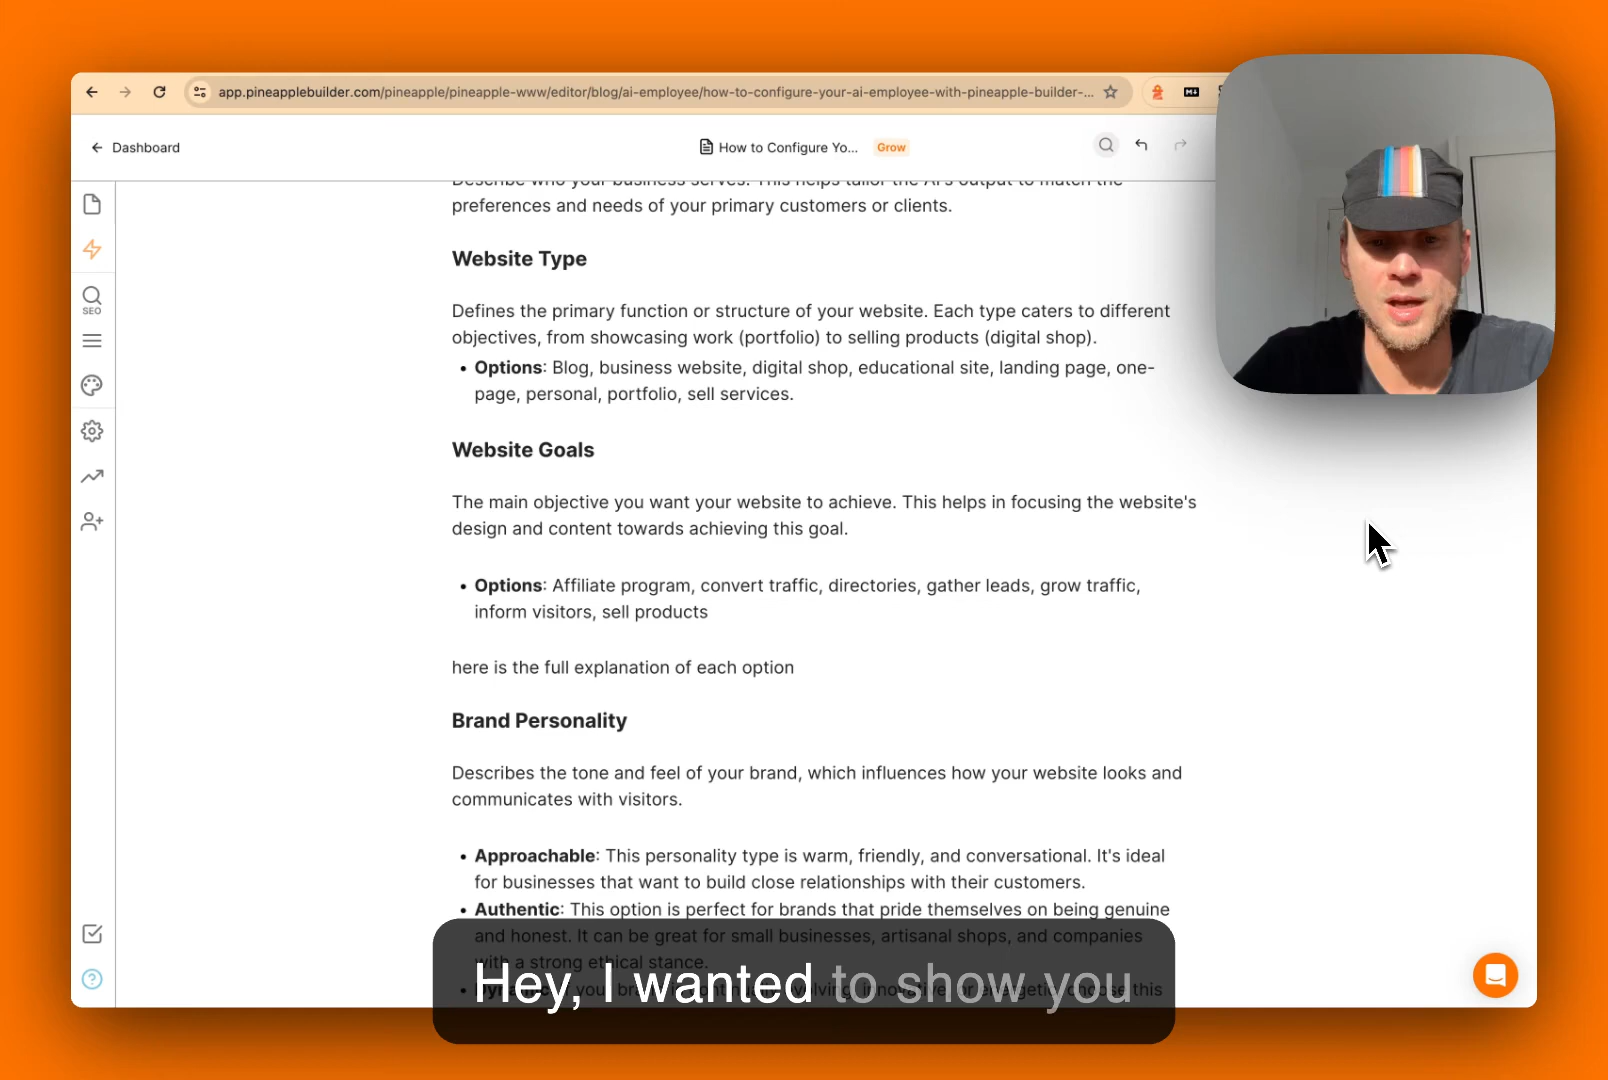 app.pineapplebuilder.com/pineapple/pineapple-www/editor/blog/ai-employee/how-to-configure-your-ai-employee-with-pineapple-builder-...
Dashboard
How to Configure Yo...
Grow
Describe who your business serves. This helps tailor the AI's output to match the
preferences and needs of your primary customers or clients.
Website Type
Defines the primary function or structure of your website. Each type caters to different
objectives, from showcasing work (portfolio) to selling products (digital shop).
• Options: Blog, business website, digital shop, educational site, landing page, one-
page, personal, portfolio, sell services.
Website Goals
The main objective you want your website to achieve. This helps in focusing the website's
design and content towards achieving this goal.
• Options: Affiliate program, convert traffic, directories, gather leads, grow traffic,
inform visitors, sell products
here is the full explanation of each option
Brand Personality
Describes the tone and feel of your brand, which influences how your website looks and
communicates with visitors.
• Approachable: This personality type is warm, friendly, and conversational. It's ideal
for businesses that want to build close relationships with their customers.
• Authentic: This option is perfect for brands that pride themselves on being genuine
and honest. It can be great for small businesses, artisanal shops, and companies
with a strong ethical stance.
SEO
Hey, I wanted to show you